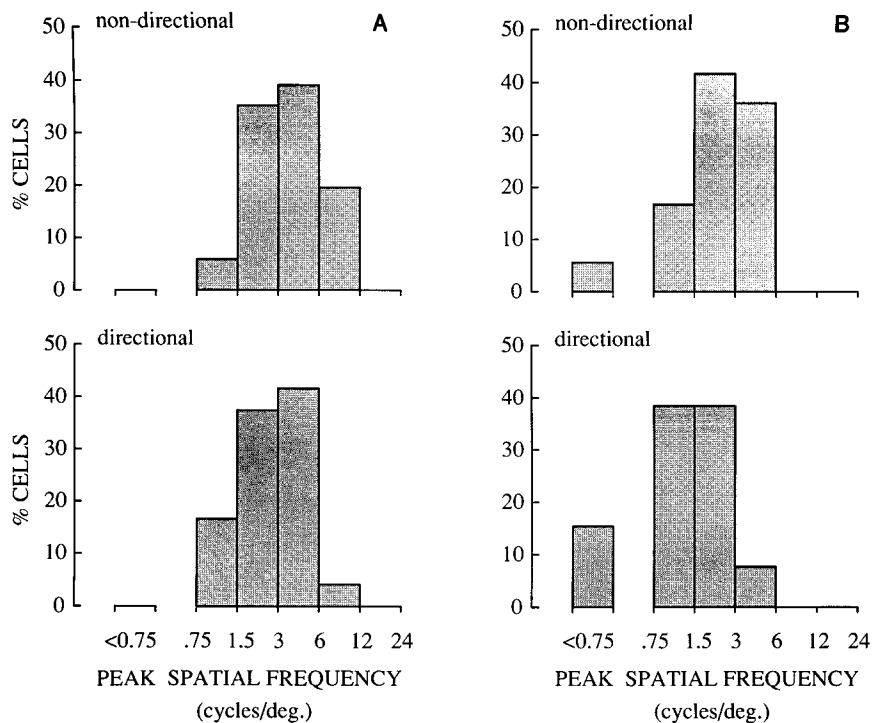 non-directional
A
50
40
30
20
10
0
% CELLS
directional
50
40
30
20
10
0
% CELLS
<0.75 .75 1.5 3 6 12 24
PEAK SPATIAL FREQUENCY
(cycles/deg.)
non-directional
B
50
40
30
20
10
0
directional
50
40
30
20
10
0
<0.75 .75 1.5 3 6 12 24
PEAK SPATIAL FREQUENCY
(cycles/deg.)